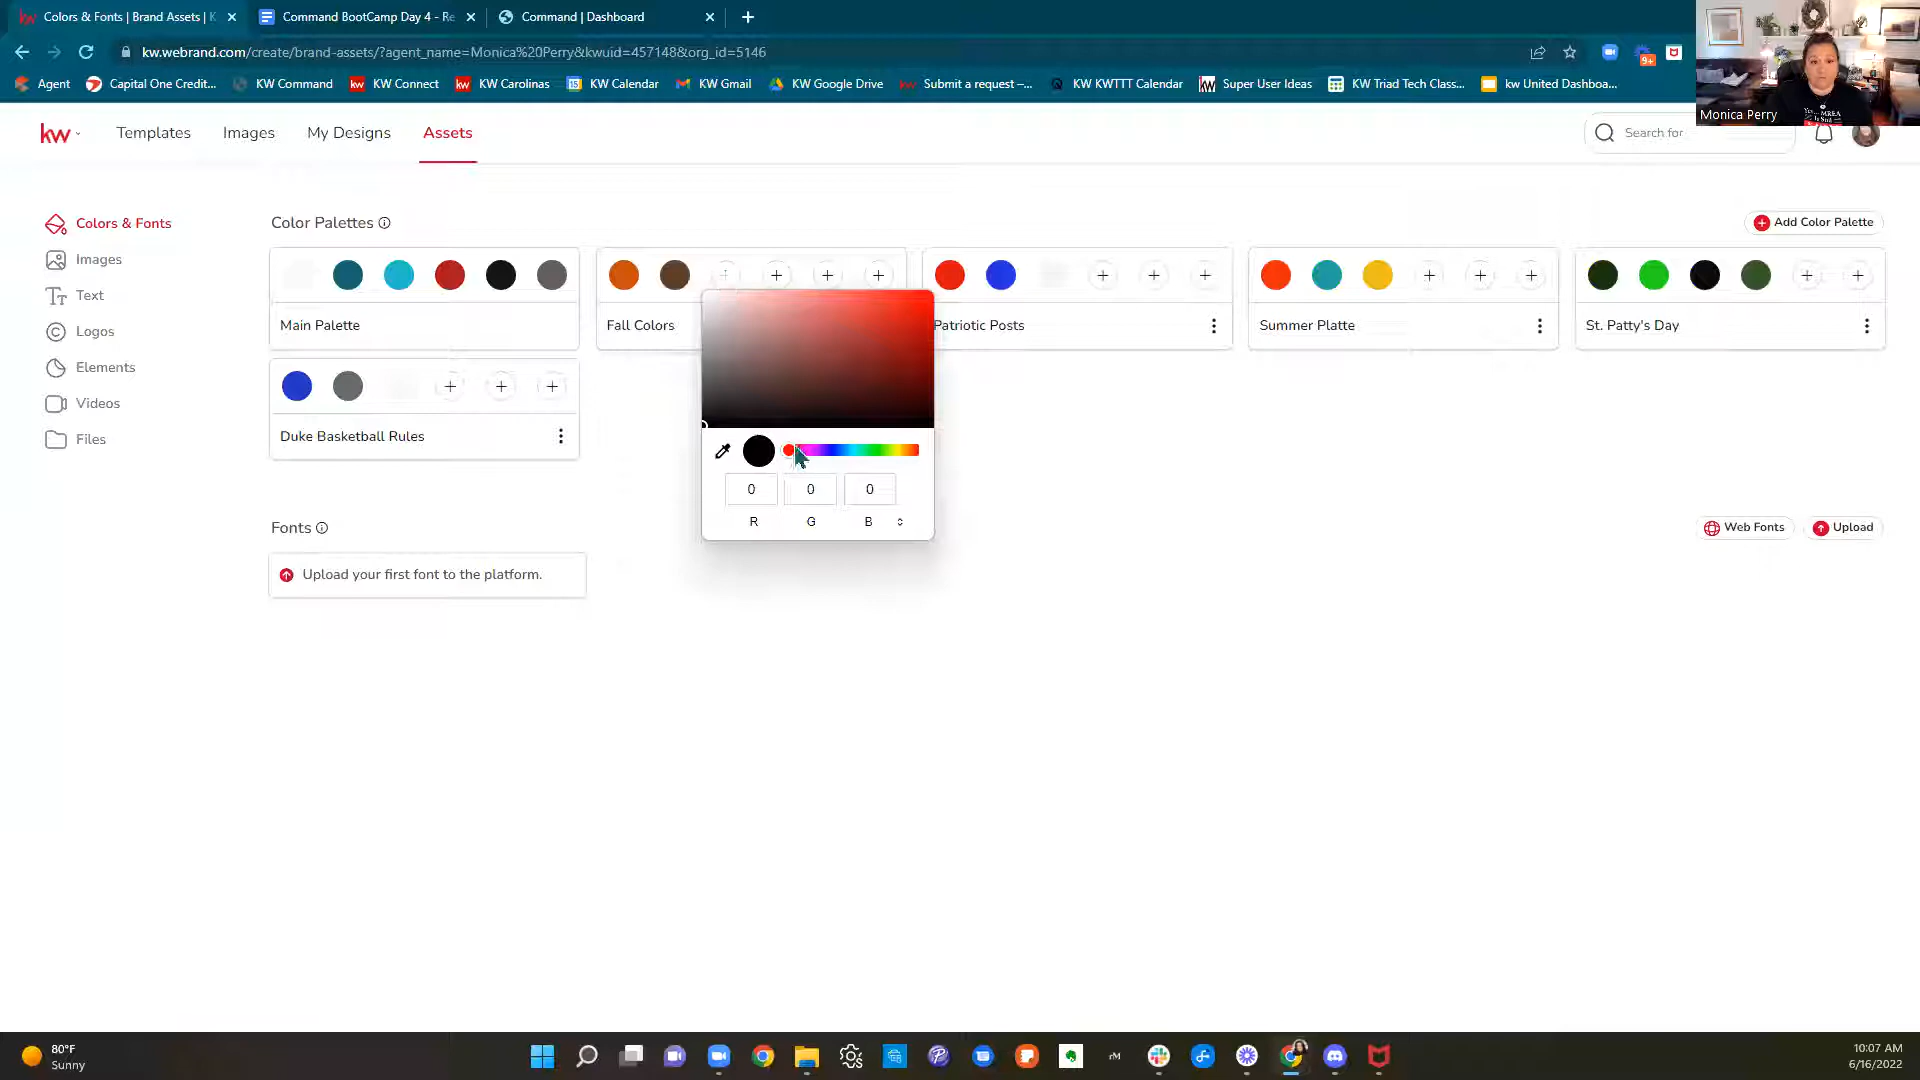 Colors & Fonts | Brand Assets | K
Command BootCamp Day 4 - Re
Command | Dashboard
kw.webrand.com/create/brand-assets/?agent_name=Monica%20Perry&kwuid=457148&org_id=5146
9+
Agent
Capital One Credit...
KW Command
kw
KW Connect
kw
KW Carolinas
KW Calendar
KW Gmail
KW Google Drive
Submit a request –...
KW KWTTT Calendar
Super User Ideas
KW Triad Tech Class...
kw United Dashboa...
Monica Perry
kw
Templates
Images
My Designs
Assets
Search for
Colors & Fonts
Images
Text
Logos
Elements
Videos
Files
Color Palettes
Add Color Palette
Main Palette
Fall Colors
Patriotic Posts
Summer Platte
St. Patty's Day
Duke Basketball Rules
0
0
0
R
G
B
Fonts
Web Fonts
Upload
Upload your first font to the platform.
80°F
Sunny
rM
10:07 AM
6/16/2022